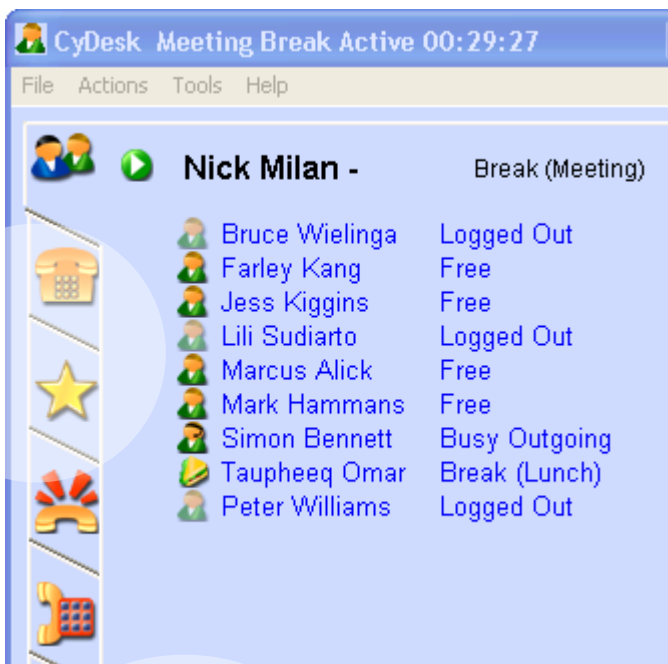 CyDesk Meeting Break Active 00:29:27
File Actions Tools Help
Nick Milan - Break (Meeting)
Bruce Wielinga Logged Out
Farley Kang Free
Jess Kiggins Free
Lili Sudiarto Logged Out
Marcus Alick Free
Mark Hammans Free
Simon Bennett Busy Outgoing
Taupheeq Omar Break (Lunch)
Peter Williams Logged Out